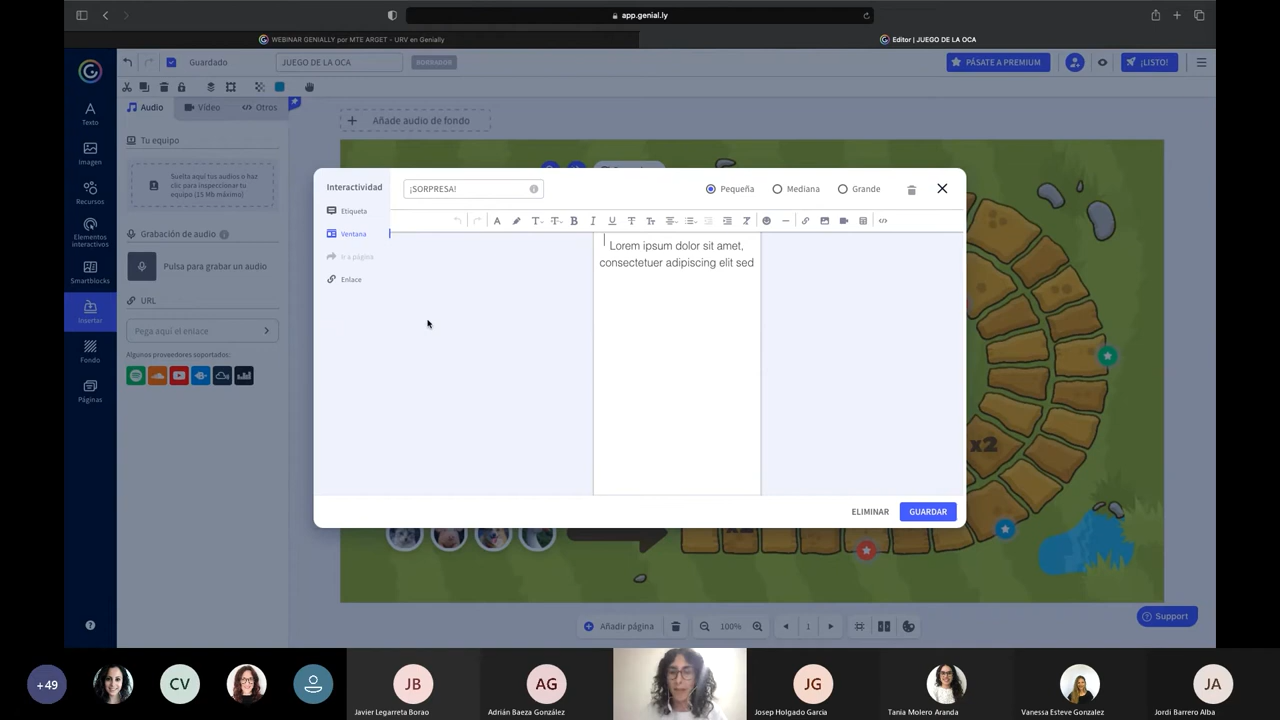 app.genial.ly
WEBINAR GENIALLY por MTE ARGET - URV en Genially
Editor | JUEGO DE LA OCA
Guardado
JUEGO DE LA OCA
BORRADOR
PÁSATE A PREMIUM
¡LISTO!
Texto
Imagen
Recursos
Elementos interactivos
Smartblocks
Insertar
Fondo
Páginas
Audio
Vídeo
Otros
Tu equipo
Suelta aquí tus audios o haz
clic para inspeccionar tu
equipo (15 Mb máximo)
Grabación de audio
Pulsa para grabar un audio
URL
Pega aquí el enlace
Algunos proveedores soportados:
Añade audio de fondo
Interactividad
Etiqueta
Ventana
Ir a página
Enlace
¡SORPRESA!
Pequeña
Mediana
Grande
Lorem ipsum dolor sit amet,
consectetuer adipiscing elit sed
ELIMINAR
GUARDAR
x2
x2
Añadir página
100%
1
Support
+49
CV
JB
Javier Legarreta Borao
AG
Adrián Baeza González
JG
Josep Holgado Garcia
Tania Molero Aranda
Vanessa Esteve Gonzalez
JA
Jordi Barrero Alba